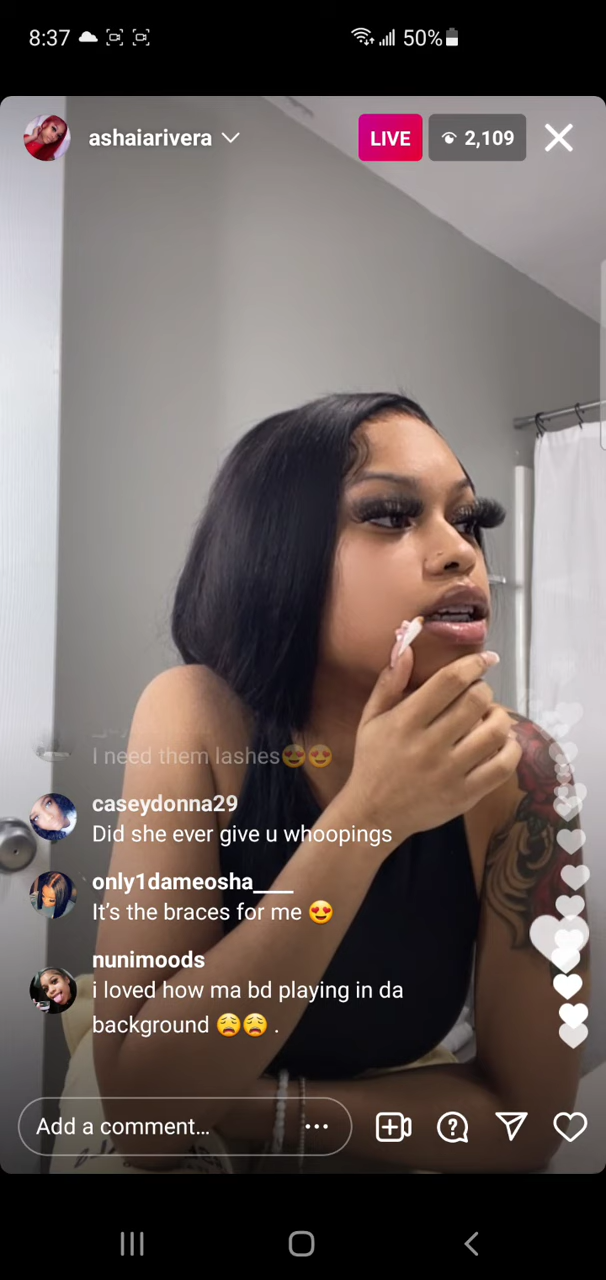 8:37
50%
ashaiarivera
LIVE
2,109
I need them lashes😍😍
caseydonna29
Did she ever give u whoopings
only1dameosha____
It's the braces for me 😍
nunimoods
i loved how ma bd playing in da
background 😩😩 .
Add a comment...